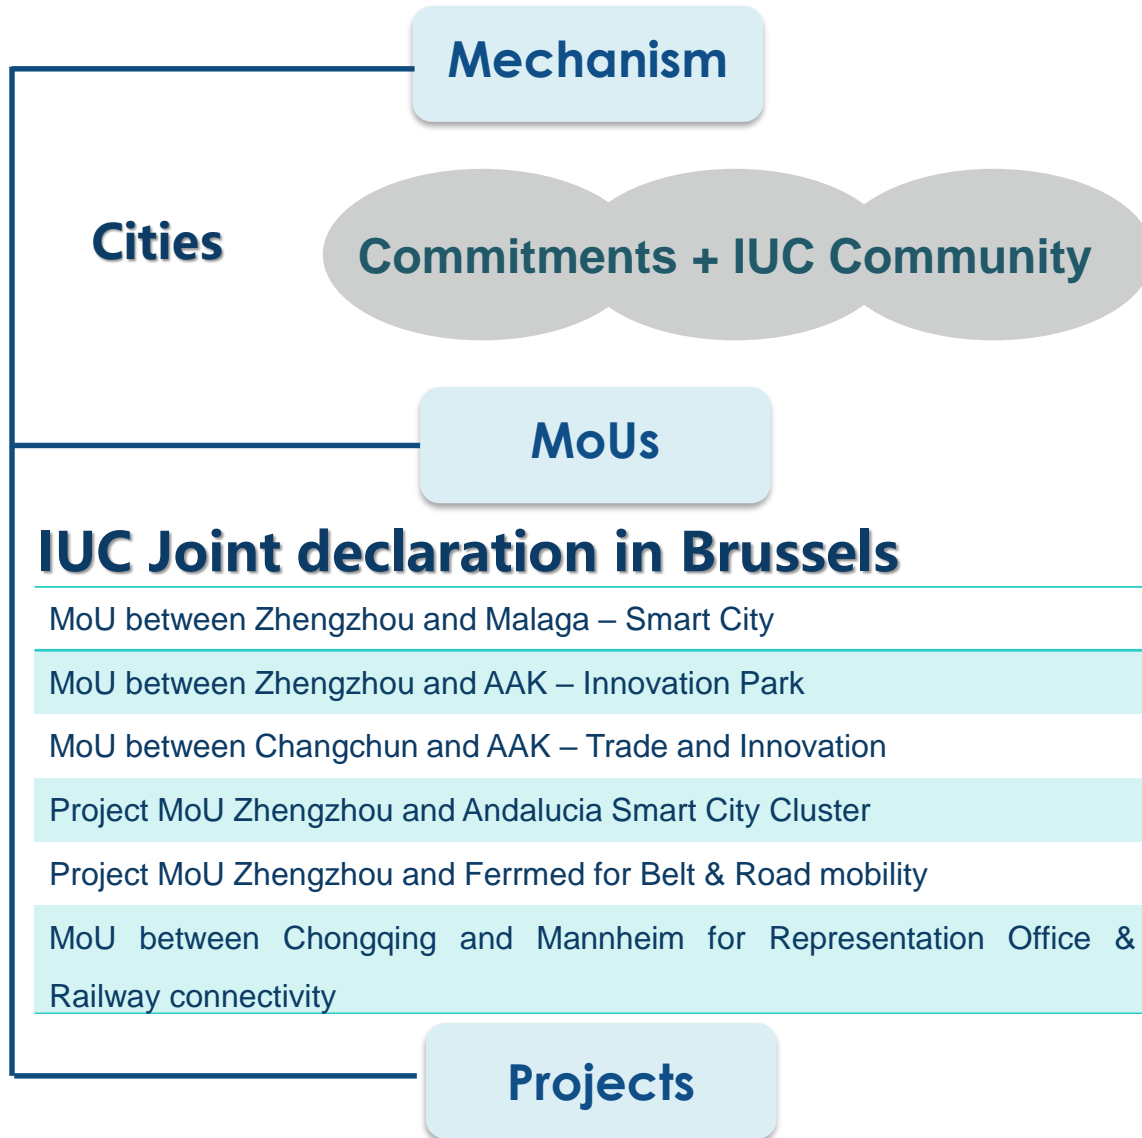 Mechanism
Cities
Commitments + IUC Community
MoUs
IUC Joint declaration in Brussels
MoU between Zhengzhou and Malaga – Smart City
MoU between Zhengzhou and AAK – Innovation Park
MoU between Changchun and AAK – Trade and Innovation
Project MoU Zhengzhou and Andalucia Smart City Cluster
Project MoU Zhengzhou and Ferrmed for Belt & Road mobility
MoU between Chongqing and Mannheim for Representation Office &
Railway connectivity
Projects